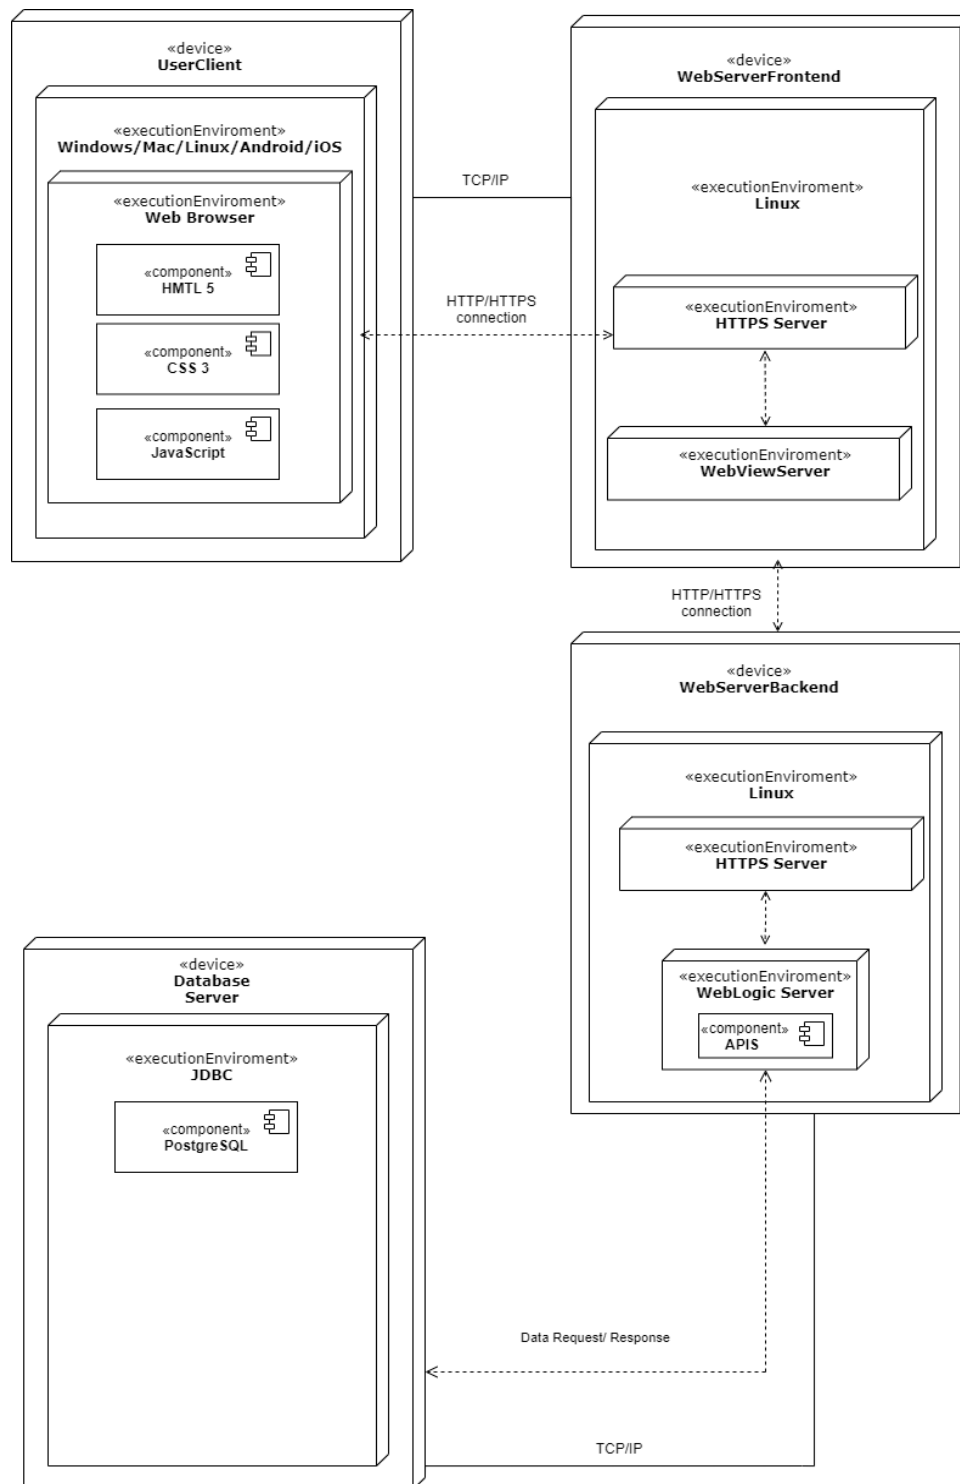 «device»
UserClient
«executionEnviroment»
Windows/Mac/Linux/Android/iOS
«executionEnviroment»
Web Browser
«component»
HMTL 5
«component»
CSS 3
«component»
JavaScript
TCP/IP
HTTP/HTTPS
connection
«device»
WebServerFrontend
«executionEnviroment»
Linux
«executionEnviroment»
HTTPS Server
«executionEnviroment»
WebViewServer
HTTP/HTTPS
connection
«device»
WebServerBackend
«executionEnviroment»
Linux
«executionEnviroment»
HTTPS Server
«executionEnviroment»
WebLogic Server
«component»
APIS
«device»
Database
Server
«executionEnviroment»
JDBC
«component»
PostgreSQL
Data Request/ Response
TCP/IP